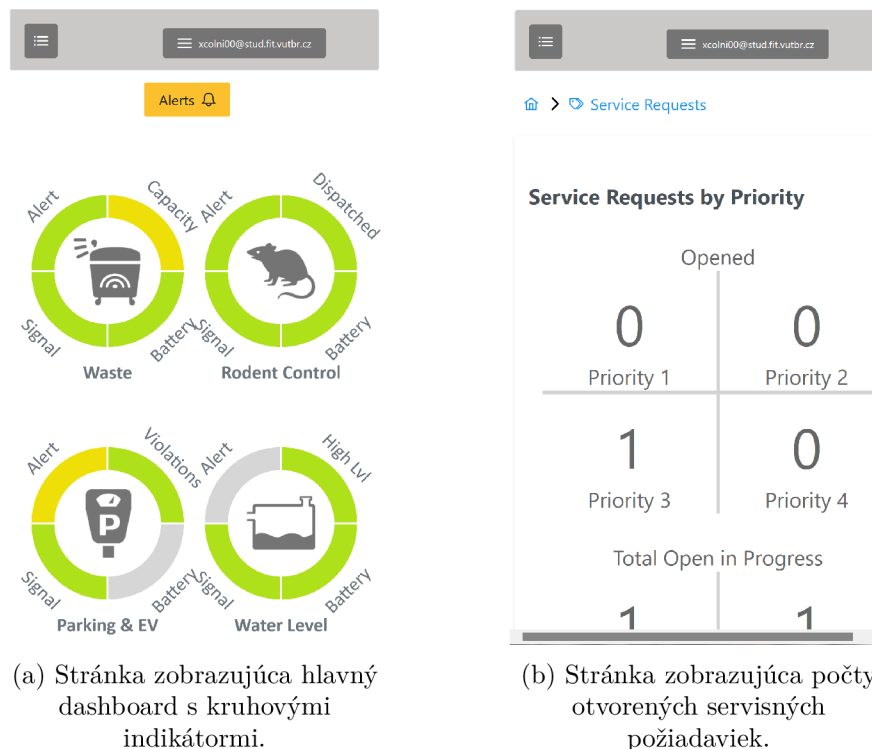 xcolni00@stud.fit.vutbr.cz
Alerts
Alert
Capacity
Signal
Battery
Waste
Alert
Dispatched
Signal
Battery
Rodent Control
Alert
Violations
P
Signal
Battery
Parking & EV
Alert
High Lvl
Signal
Battery
Water Level
(a) Stránka zobrazujúca hlavný
dashboard s kruhovými
indikátormi.
xcolni00@stud.fit.vutbr.cz
Service Requests
Service Requests by Priority
Opened
0
0
Priority 1
Priority 2
1
0
Priority 3
Priority 4
Total Open in Progress
1
1
(b) Stránka zobrazujúca počty
otvorených servisných
požiadaviek.